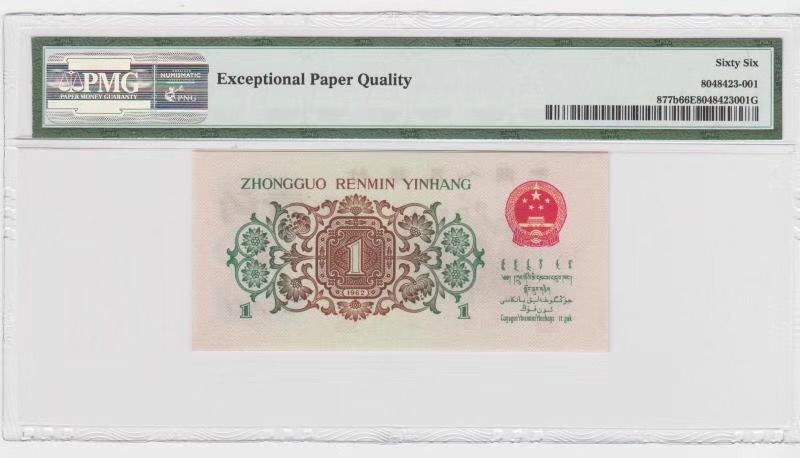 PMG
PAPER MONEY GUARANTY
NUMISMATIC
PNG
Exceptional Paper Quality
Sixty Six
8048423-001
877b66E8048423001G
ZHONGGUO RENMIN YINHANG
1
(1962)
1
1